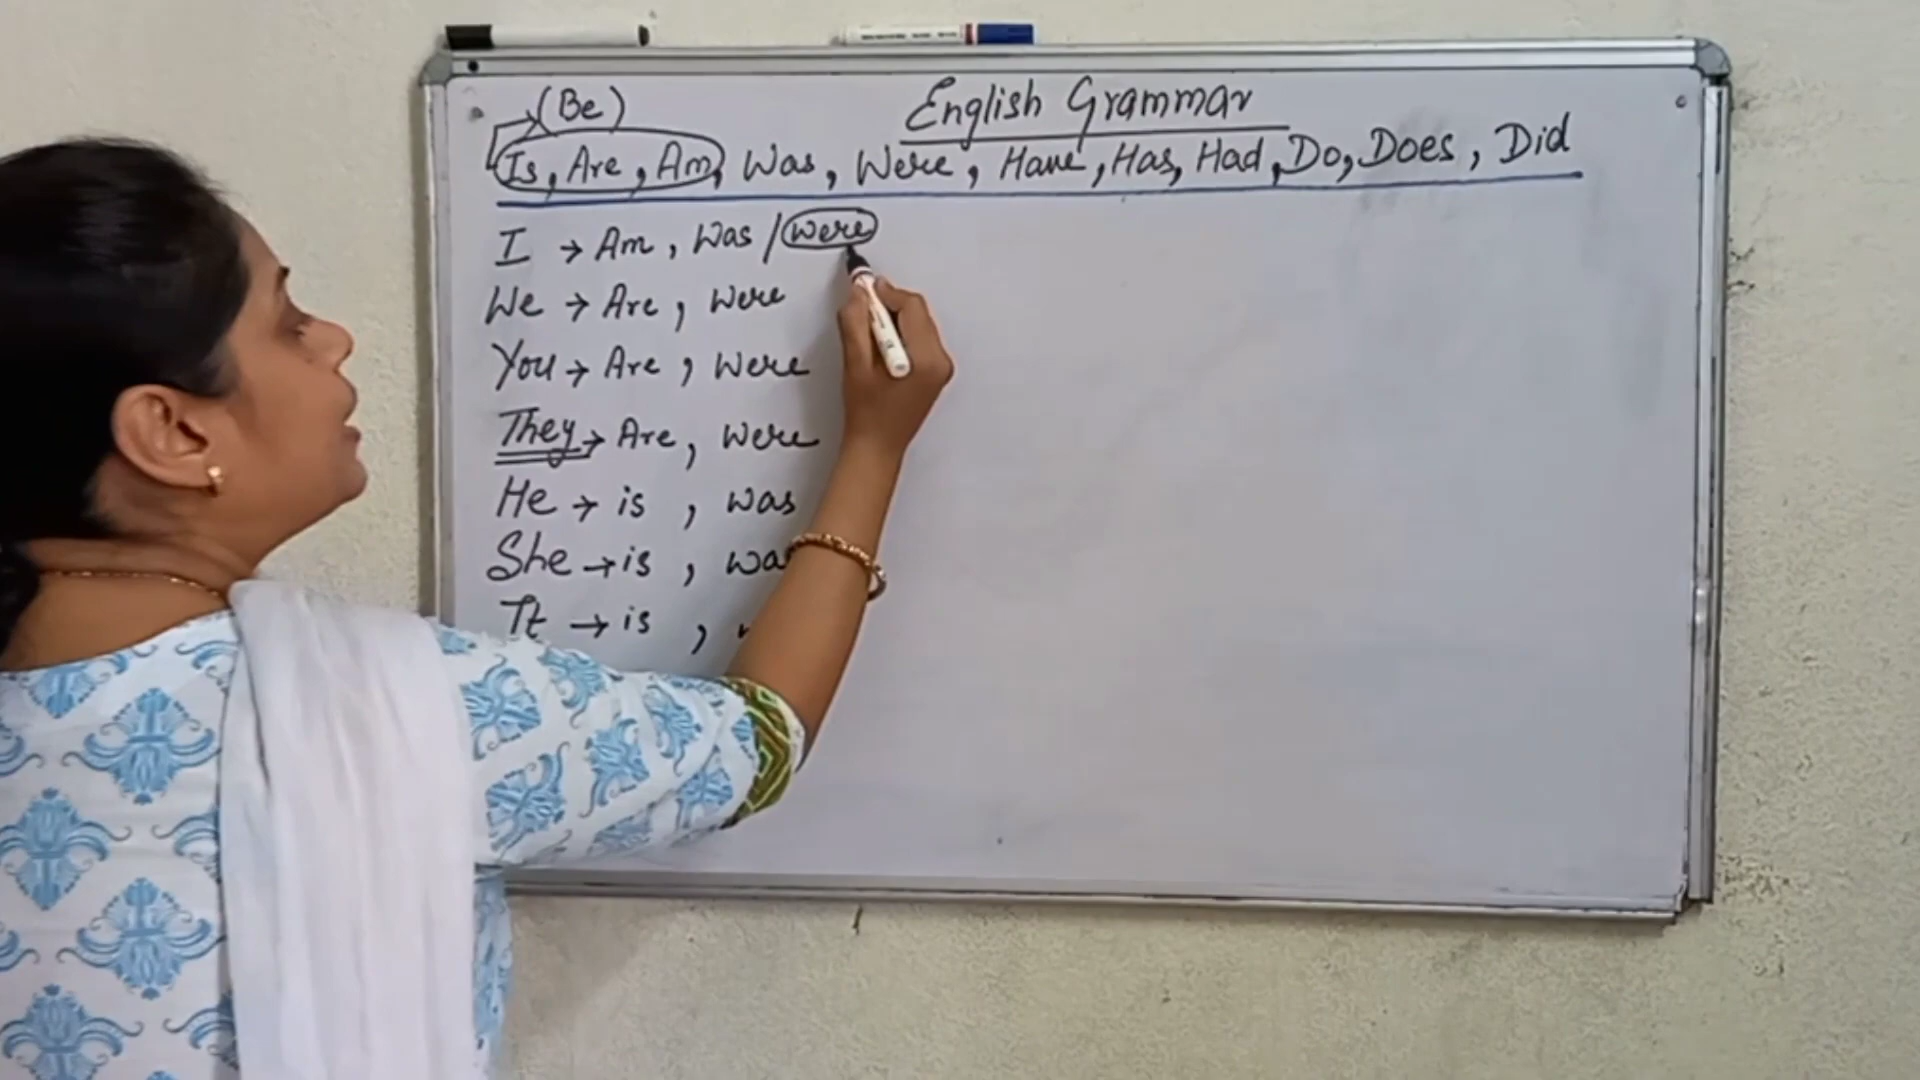 (Be)
English Grammar
Is, Are, Am, Was, Were, Have, Has, Had, Do, Does, Did
I → Am, Was / Were
We → Are, Were
You → Are, Were
They → Are, Were
He → is, was
She → is, was
It → is,